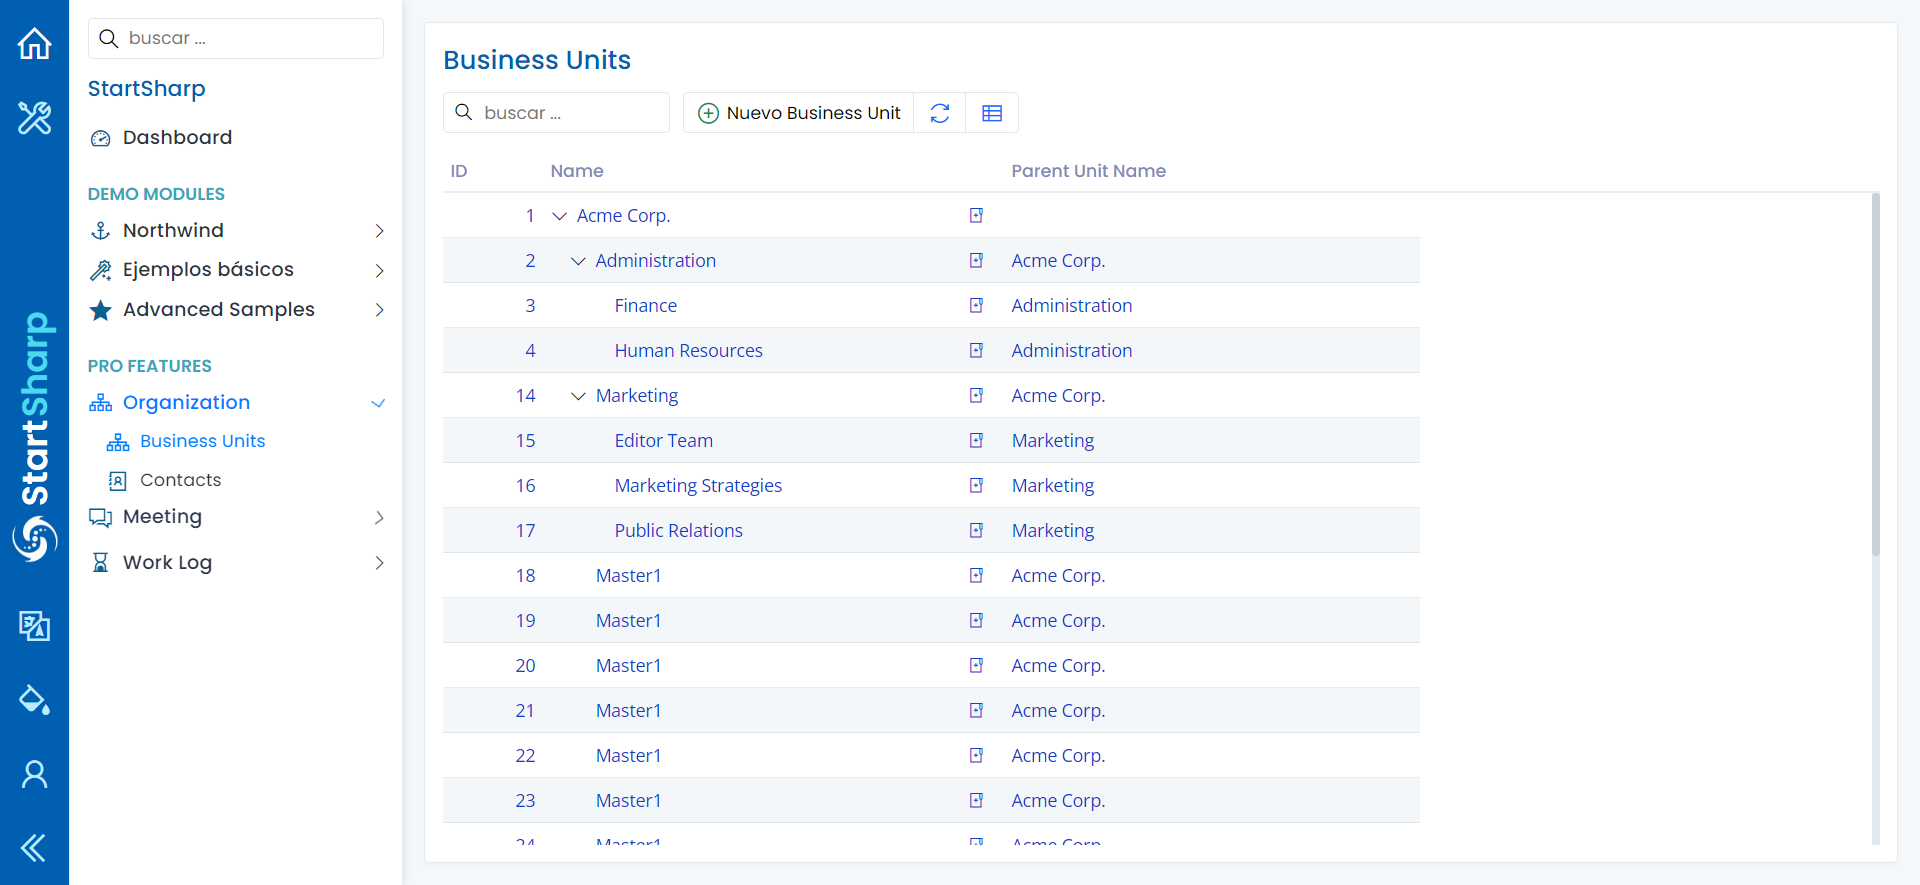 StartSharp
buscar ...
StartSharp
Dashboard
DEMO MODULES
Northwind
Ejemplos básicos
Advanced Samples
PRO FEATURES
Organization
Business Units
Contacts
Meeting
Work Log
Business Units
buscar ...
Nuevo Business Unit
ID Name Parent Unit Name
1 Acme Corp.
2 Administration Acme Corp.
3 Finance Administration
4 Human Resources Administration
14 Marketing Acme Corp.
15 Editor Team Marketing
16 Marketing Strategies Marketing
17 Public Relations Marketing
18 Master1 Acme Corp.
19 Master1 Acme Corp.
20 Master1 Acme Corp.
21 Master1 Acme Corp.
22 Master1 Acme Corp.
23 Master1 Acme Corp.
24 Master1 Acme Corp.